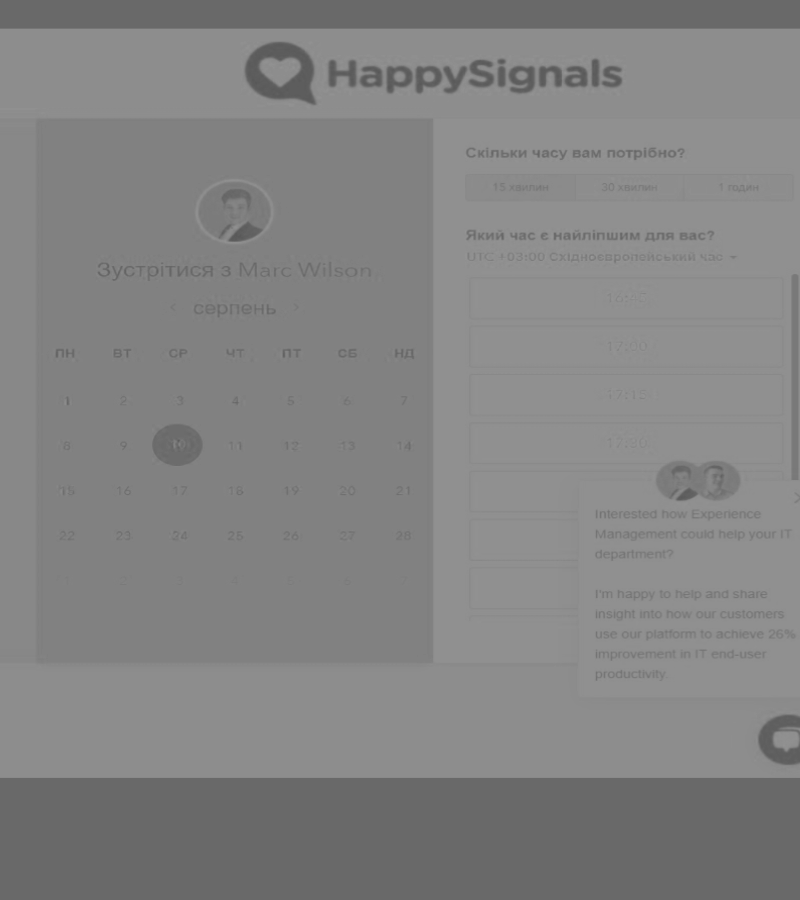 HappySignals
Зустрітися з Marc Wilson
‹ серпень ›
ПН ВТ СР ЧТ ПТ СБ НД
1 2 3 4 5 6 7
8 9 10 11 12 13 14
15 16 17 18 19 20 21
22 23 24 25 26 27 28
1 2 3 4 5 6 7
Скільки часу вам потрібно?
15 хвилин 30 хвилин 1 годин
Який час є найліпшим для вас?
UTC +03:00 Східноєвропейський час
16:45
17:00
17:15
17:30
Interested how Experience
Management could help your IT
department?
I'm happy to help and share
insight into how our customers
use our platform to achieve 26%
improvement in IT end-user
productivity.